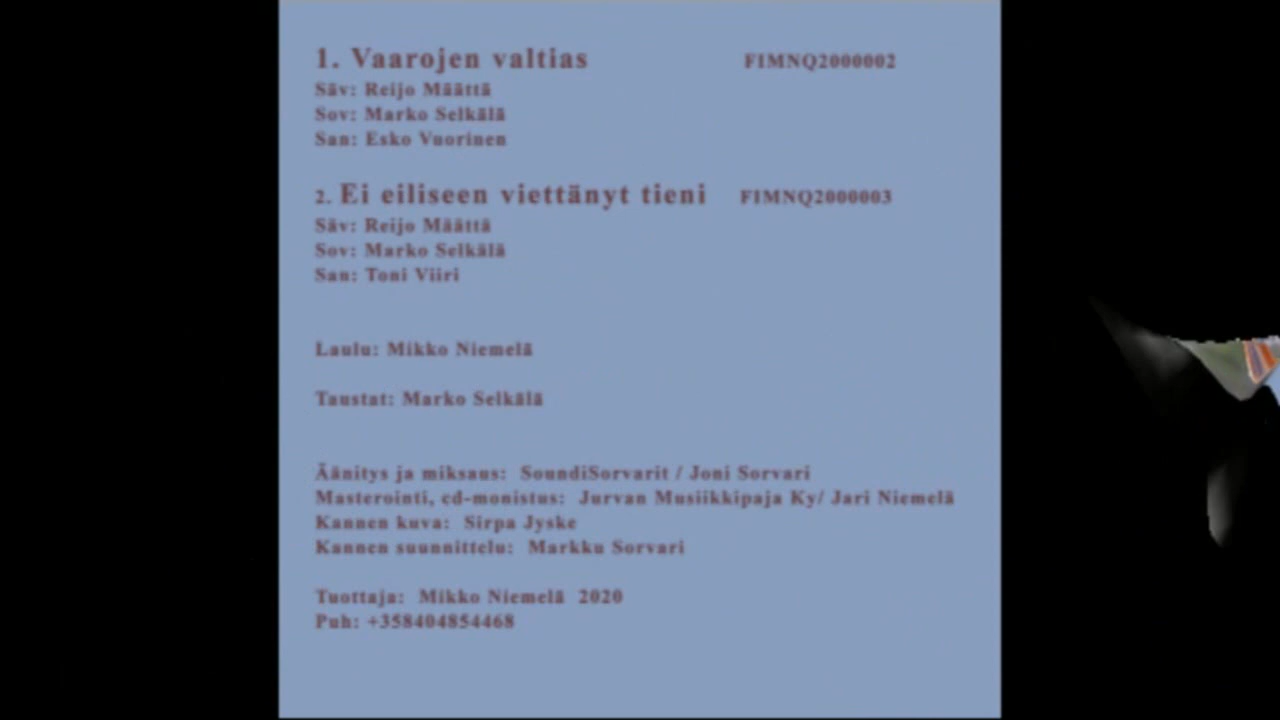 1. Vaarojen valtias FIMNQ2000002
Säv: Reijo Määttä
Sov: Marko Selkälä
San: Esko Vuorinen
2. Ei eiliseen viettänyt tieni FIMNQ2000003
Säv: Reijo Määttä
Sov: Marko Selkälä
San: Toni Viiri
Laulu: Mikko Niemelä
Taustat: Marko Selkälä
Äänitys ja miksaus: SoundiSorvarit / Joni Sorvari
Masterointi, cd-monistus: Jurvan Musiikkipaja Ky/ Jari Niemelä
Kannen kuva: Sirpa Jyske
Kannen suunnittelu: Markku Sorvari
Tuottaja: Mikko Niemelä 2020
Puh: +358404854468